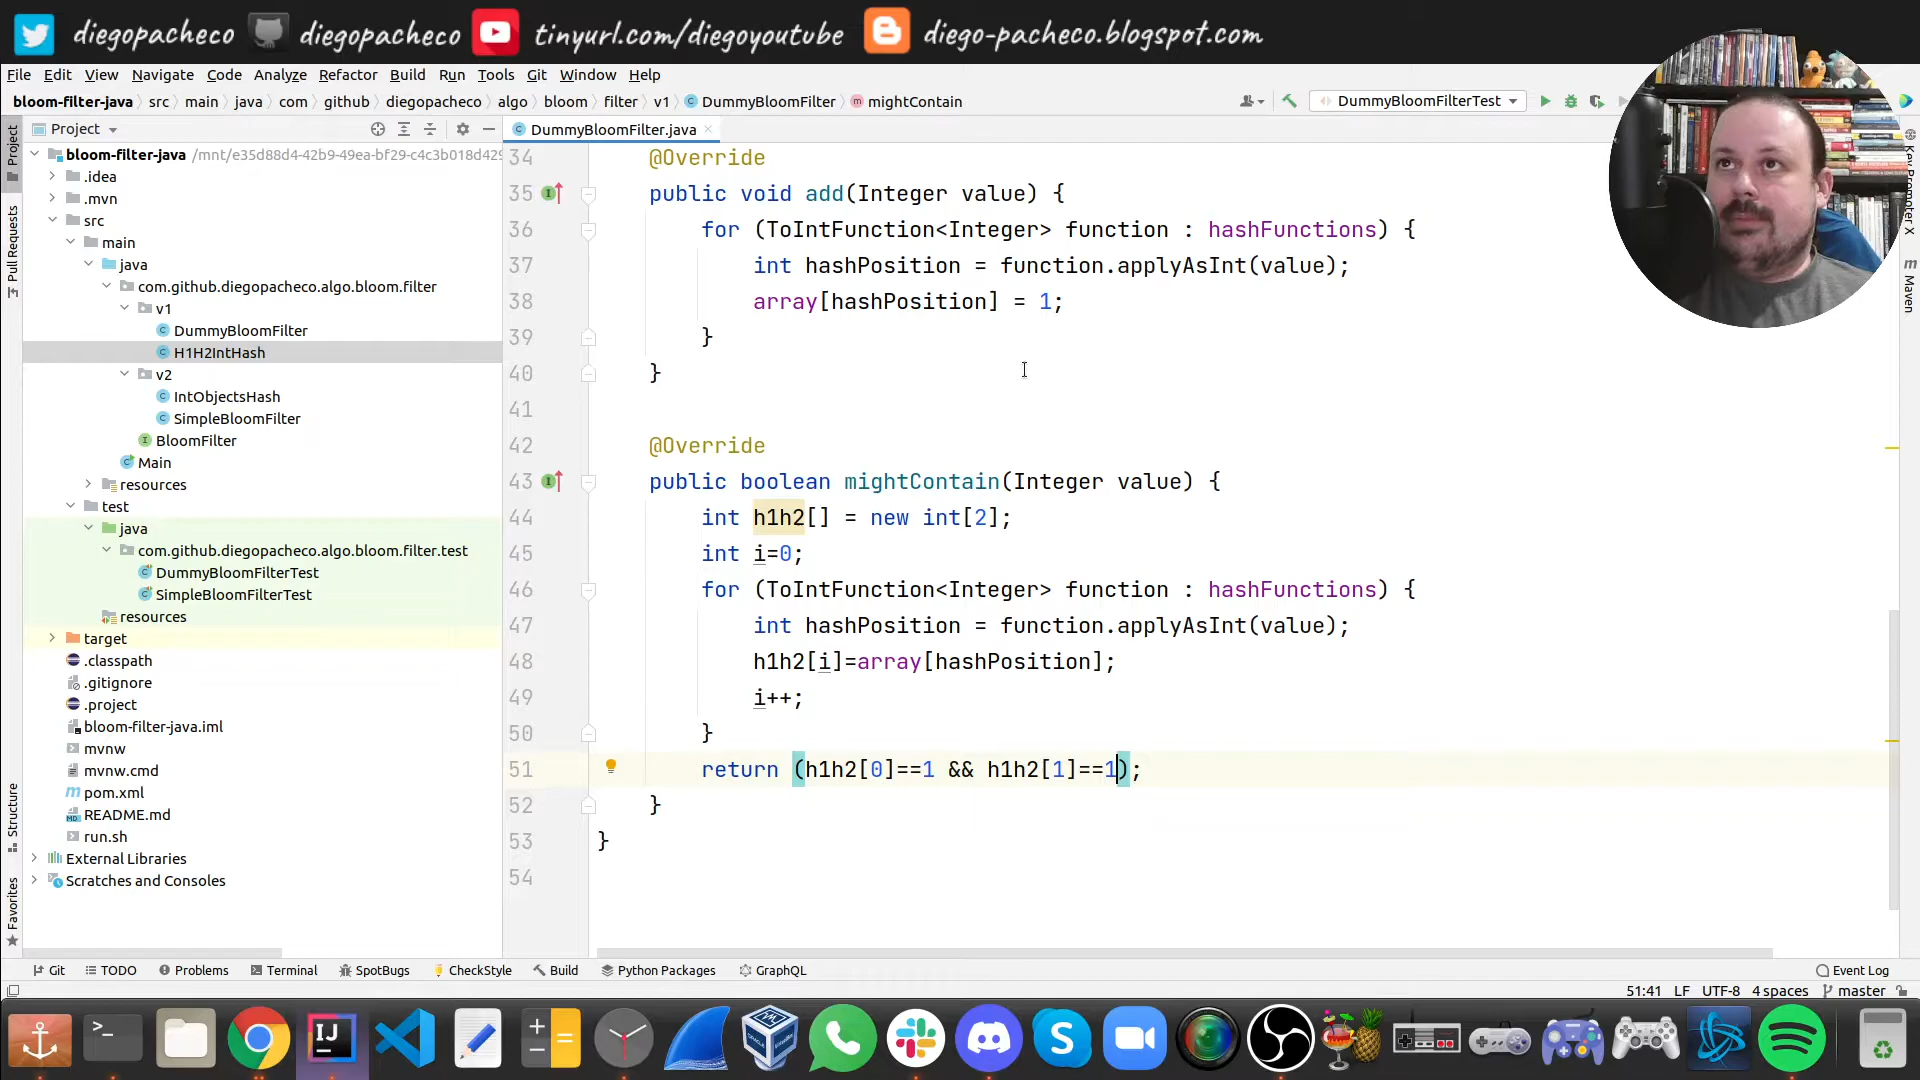 diegopacheco diegopacheco tinyurl.com/diegoyoutube diego-pacheco.blogspot.com
File Edit View Navigate Code Analyze Refactor Build Run Tools Git Window Help
bloom-filter-java src main java com github diegopacheco algo bloom filter v1 DummyBloomFilter mightContain DummyBloomFilterTest
Project
DummyBloomFilter.java
bloom-filter-java /mnt/e35d88d4-42b9-49ea-bf29-c4c3b018d429
.idea
.mvn
src
main
java
com.github.diegopacheco.algo.bloom.filter
v1
DummyBloomFilter
H1H2IntHash
v2
IntObjectsHash
SimpleBloomFilter
BloomFilter
Main
resources
test
java
com.github.diegopacheco.algo.bloom.filter.test
DummyBloomFilterTest
SimpleBloomFilterTest
resources
target
.classpath
.gitignore
.project
bloom-filter-java.iml
mvnw
mvnw.cmd
pom.xml
README.md
run.sh
External Libraries
Scratches and Consoles
34 @Override
35 public void add(Integer value) {
36 for (ToIntFunction<Integer> function : hashFunctions) {
37 int hashPosition = function.applyAsInt(value);
38 array[hashPosition] = 1;
39 }
40 }
41
42 @Override
43 public boolean mightContain(Integer value) {
44 int h1h2[] = new int[2];
45 int i=0;
46 for (ToIntFunction<Integer> function : hashFunctions) {
47 int hashPosition = function.applyAsInt(value);
48 h1h2[i]=array[hashPosition];
49 i++;
50 }
51 return (h1h2[0]==1 && h1h2[1]==1);
52 }
53 }
54
Project
Pull Requests
Structure
Favorites
Key Promoter X
Maven
Git TODO Problems Terminal SpotBugs CheckStyle Build Python Packages GraphQL Event Log
51:41 LF UTF-8 4 spaces master